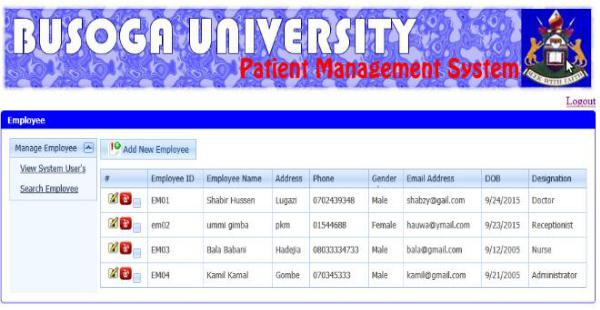 BUSOGA UNIVERSITY
Patient Management System
Logout
Employee
Manage Employee
View System User's
Search Employee
Add New Employee
# Employee ID Employee Name Address Phone Gender Email Address DOB Designation
EM01 Shabir Hussen Lugazi 0702439348 Male shabzy@gail.com 9/24/2015 Doctor
em02 ummi gimba pkm 01544688 Female hauwa@ymail.com 9/23/2015 Receptionist
EM03 Bala Babani Hadejia 08033334733 Male bala@gmail.com 9/12/2005 Nurse
EM04 Kamil Kamal Gombe 070345333 Male kamil@gmail.com 9/21/2005 Administrator